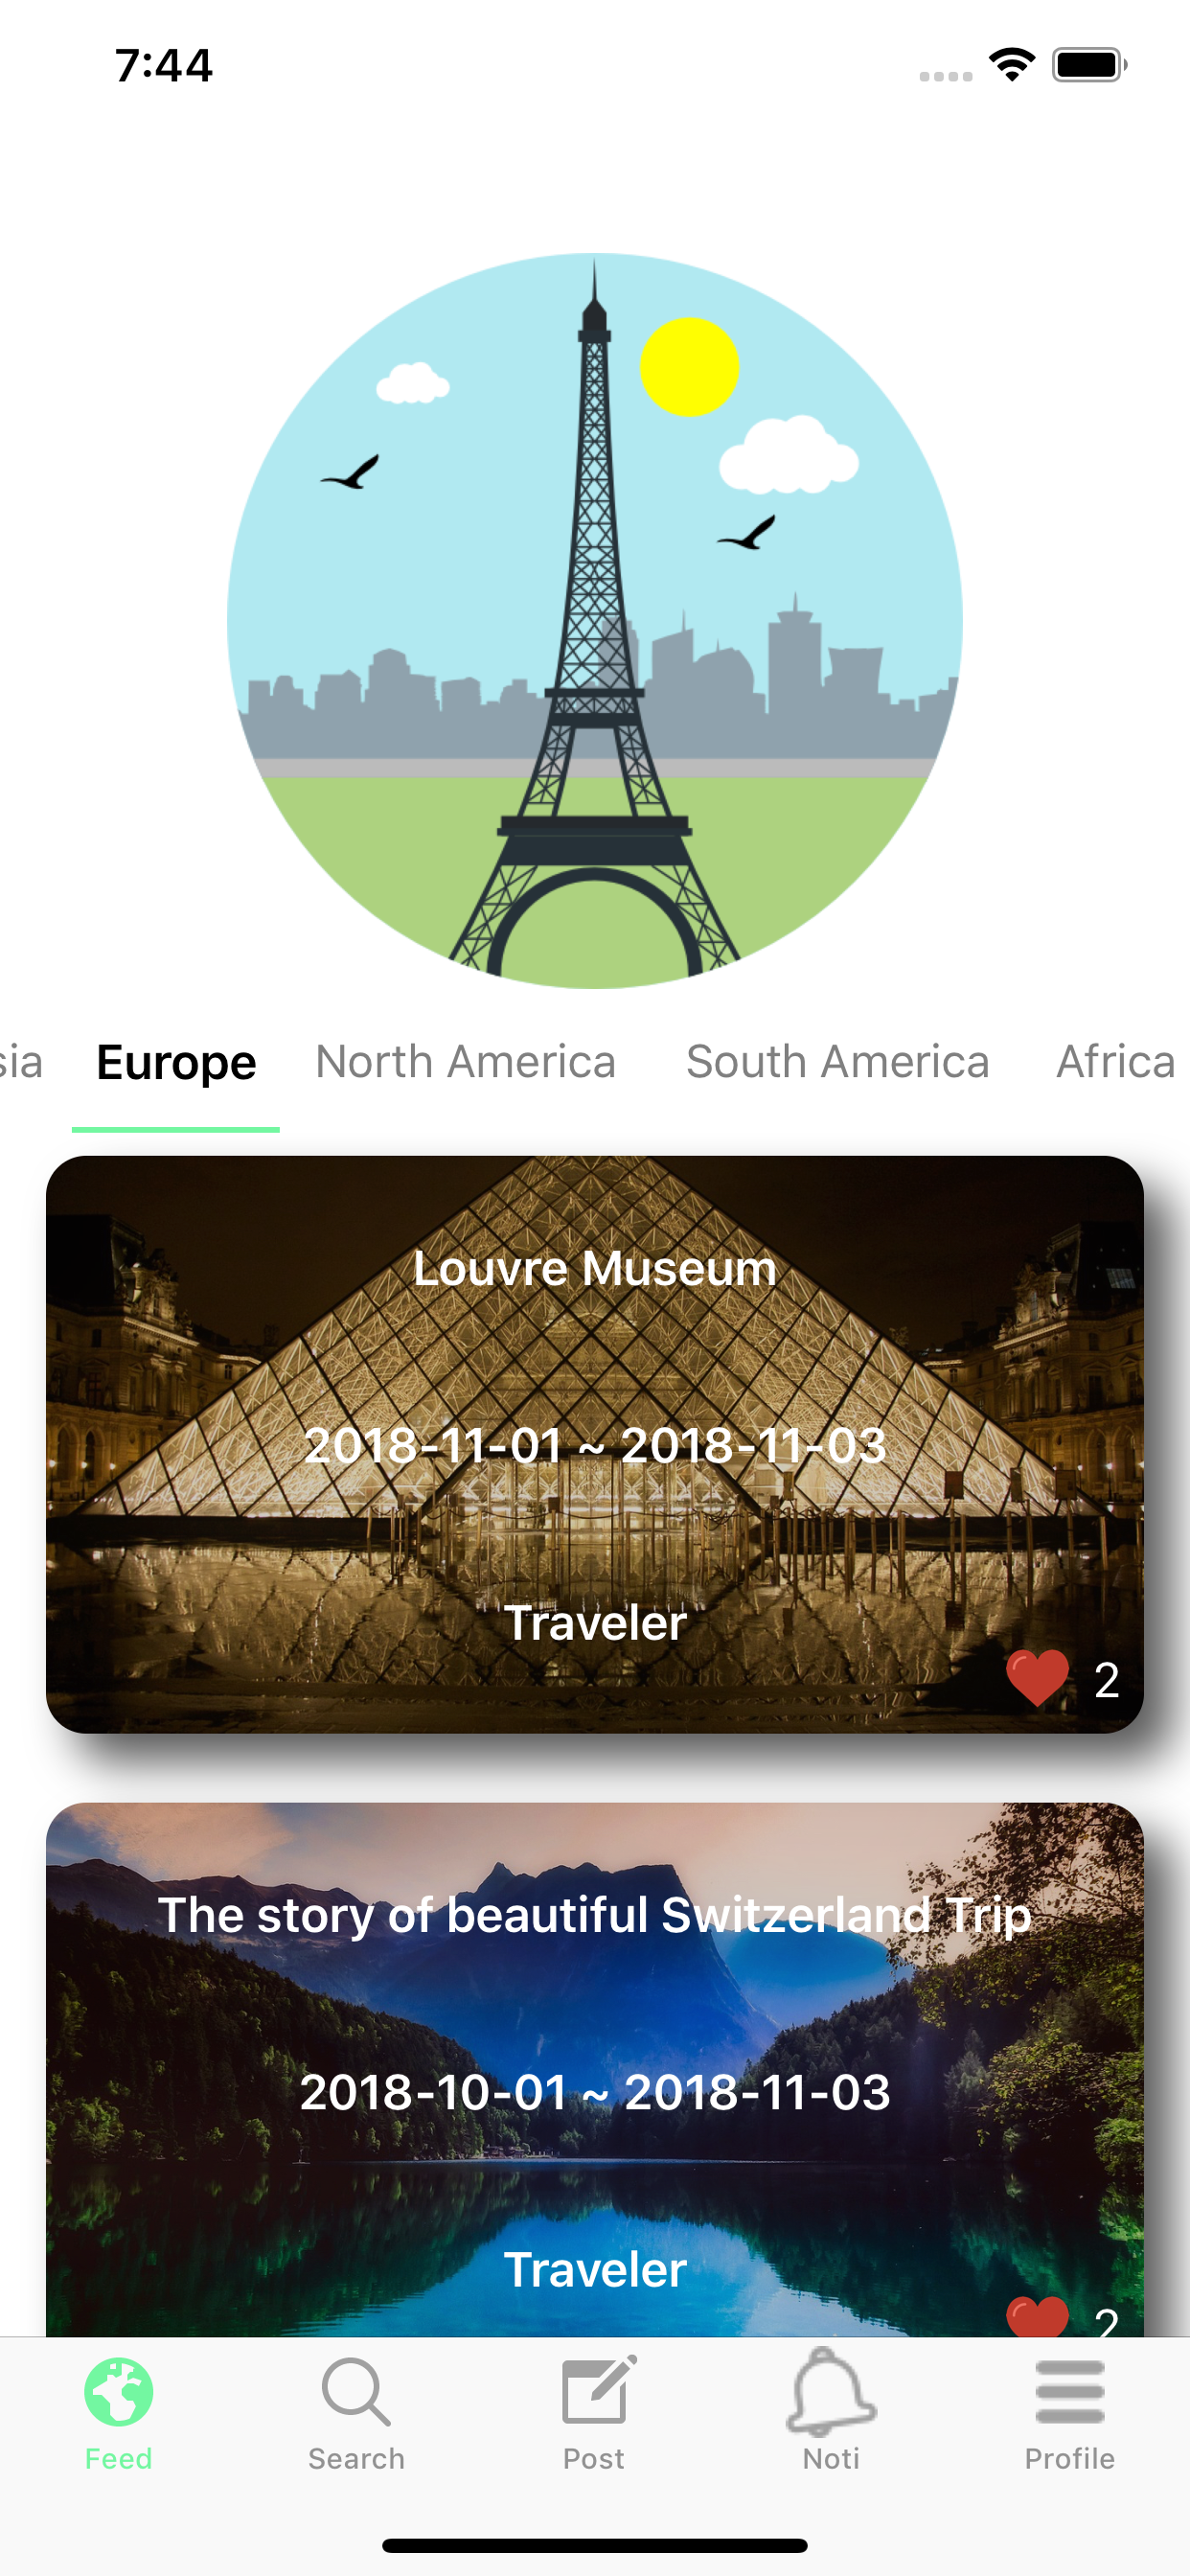 7:44
sia Europe North America South America Africa
Louvre Museum
2018-11-01 ~ 2018-11-03
Traveler
2
The story of beautiful Switzerland Trip
2018-10-01 ~ 2018-11-03
Traveler
2
Feed Search Post Noti Profile